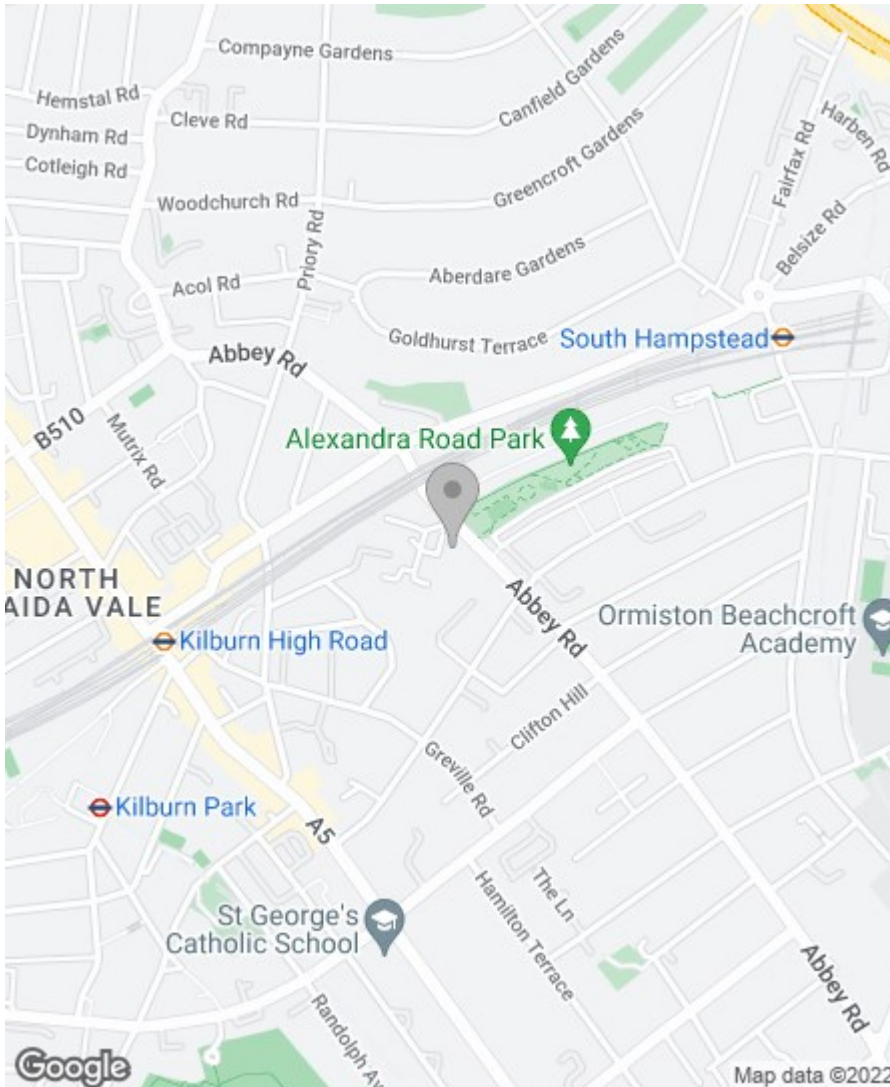 Compayne Gardens
Hemstal Rd
Cleve Rd
Canfield Gardens
Harben Rd
Dynham Rd
Fairfax Rd
Cotleigh Rd
Greencroft Gardens
Woodchurch Rd
Priory Rd
Belsize Rd
Aberdare Gardens
Acol Rd
Goldhurst Terrace
South Hampstead
Abbey Rd
B510
Mutrix Rd
Alexandra Road Park
NORTH
AIDA VALE
Abbey Rd
Ormiston Beachcroft
Academy
Kilburn High Road
Clifton Hill
Greville Rd
Kilburn Park
A5
The Ln
Hamilton Terrace
St George's
Catholic School
Abbey Rd
Randolph Av
Google
Map data ©2022